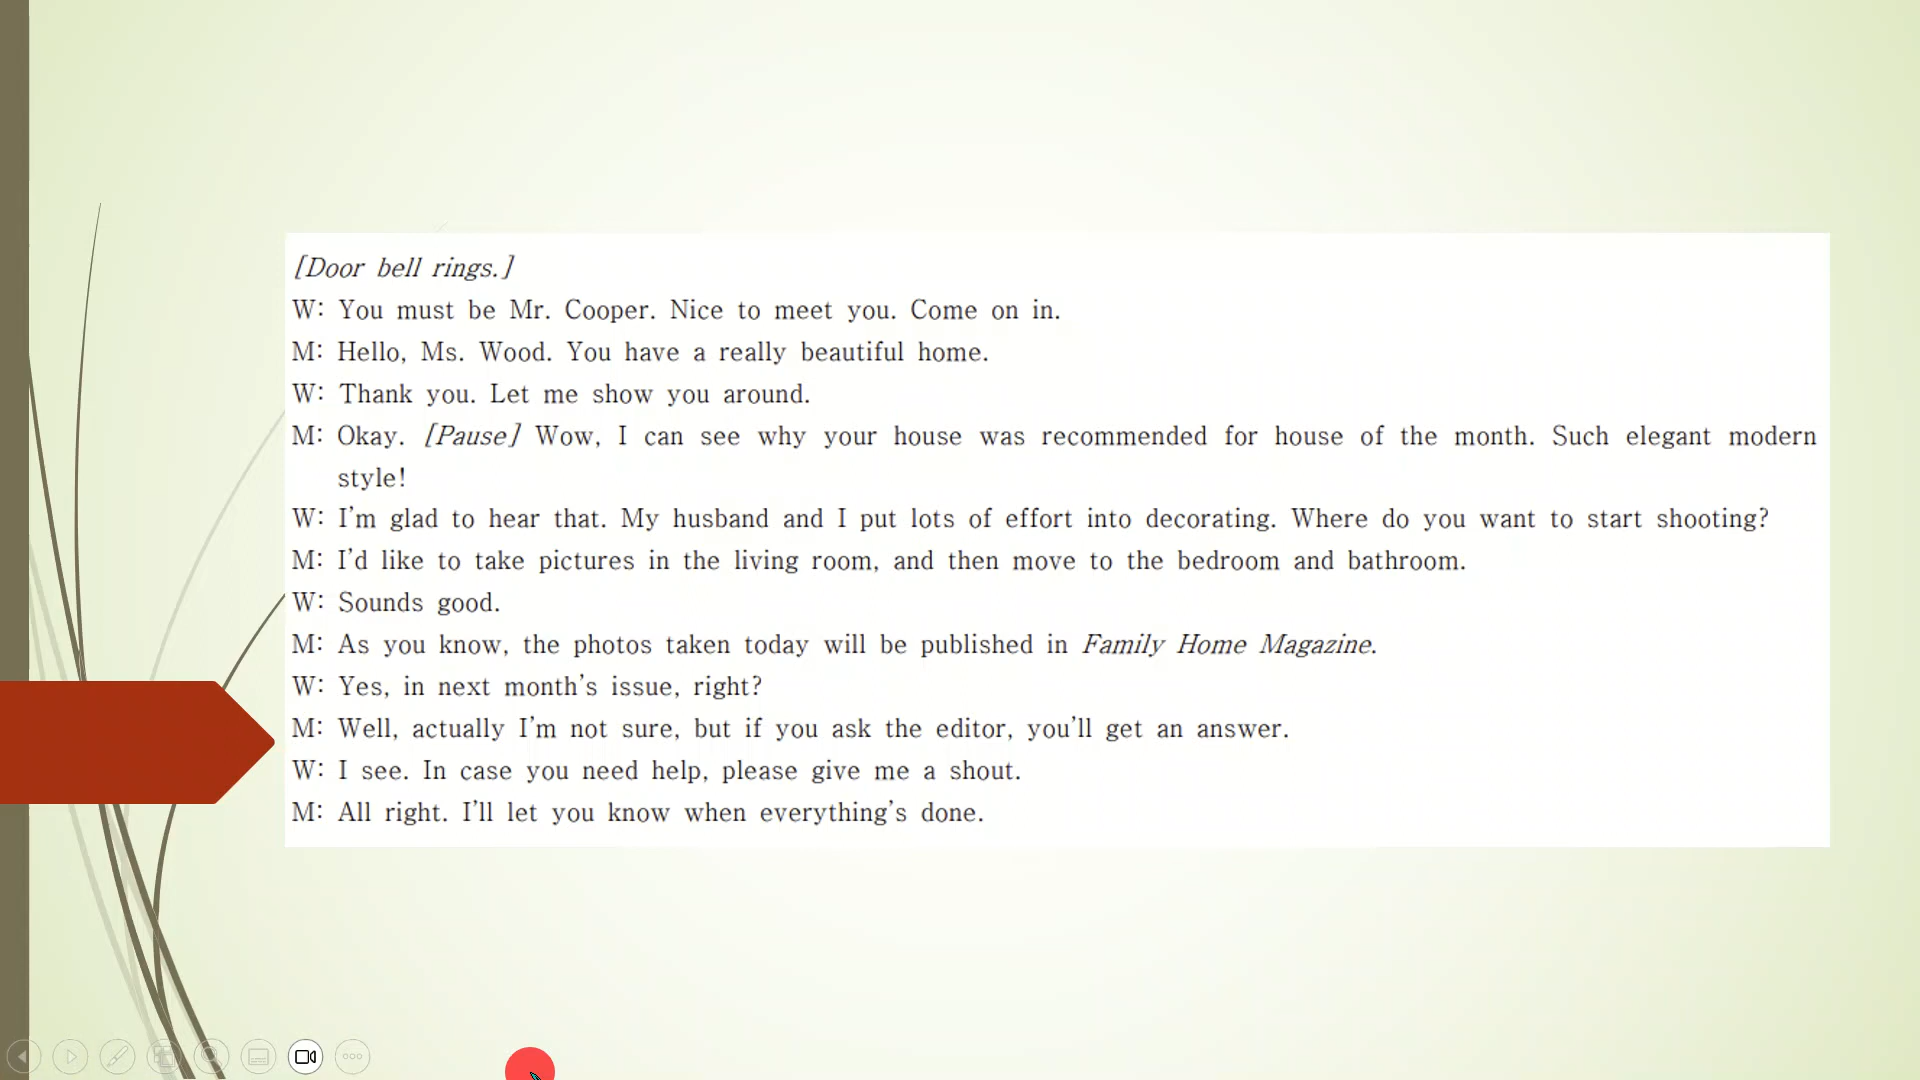 [Door bell rings.]
W: You must be Mr. Cooper. Nice to meet you. Come on in.
M: Hello, Ms. Wood. You have a really beautiful home.
W: Thank you. Let me show you around.
M: Okay. [Pause] Wow, I can see why your house was recommended for house of the month. Such elegant modern
style!
W: I'm glad to hear that. My husband and I put lots of effort into decorating. Where do you want to start shooting?
M: I'd like to take pictures in the living room, and then move to the bedroom and bathroom.
W: Sounds good.
M: As you know, the photos taken today will be published in Family Home Magazine.
W: Yes, in next month's issue, right?
M: Well, actually I'm not sure, but if you ask the editor, you'll get an answer.
W: I see. In case you need help, please give me a shout.
M: All right. I'll let you know when everything's done.